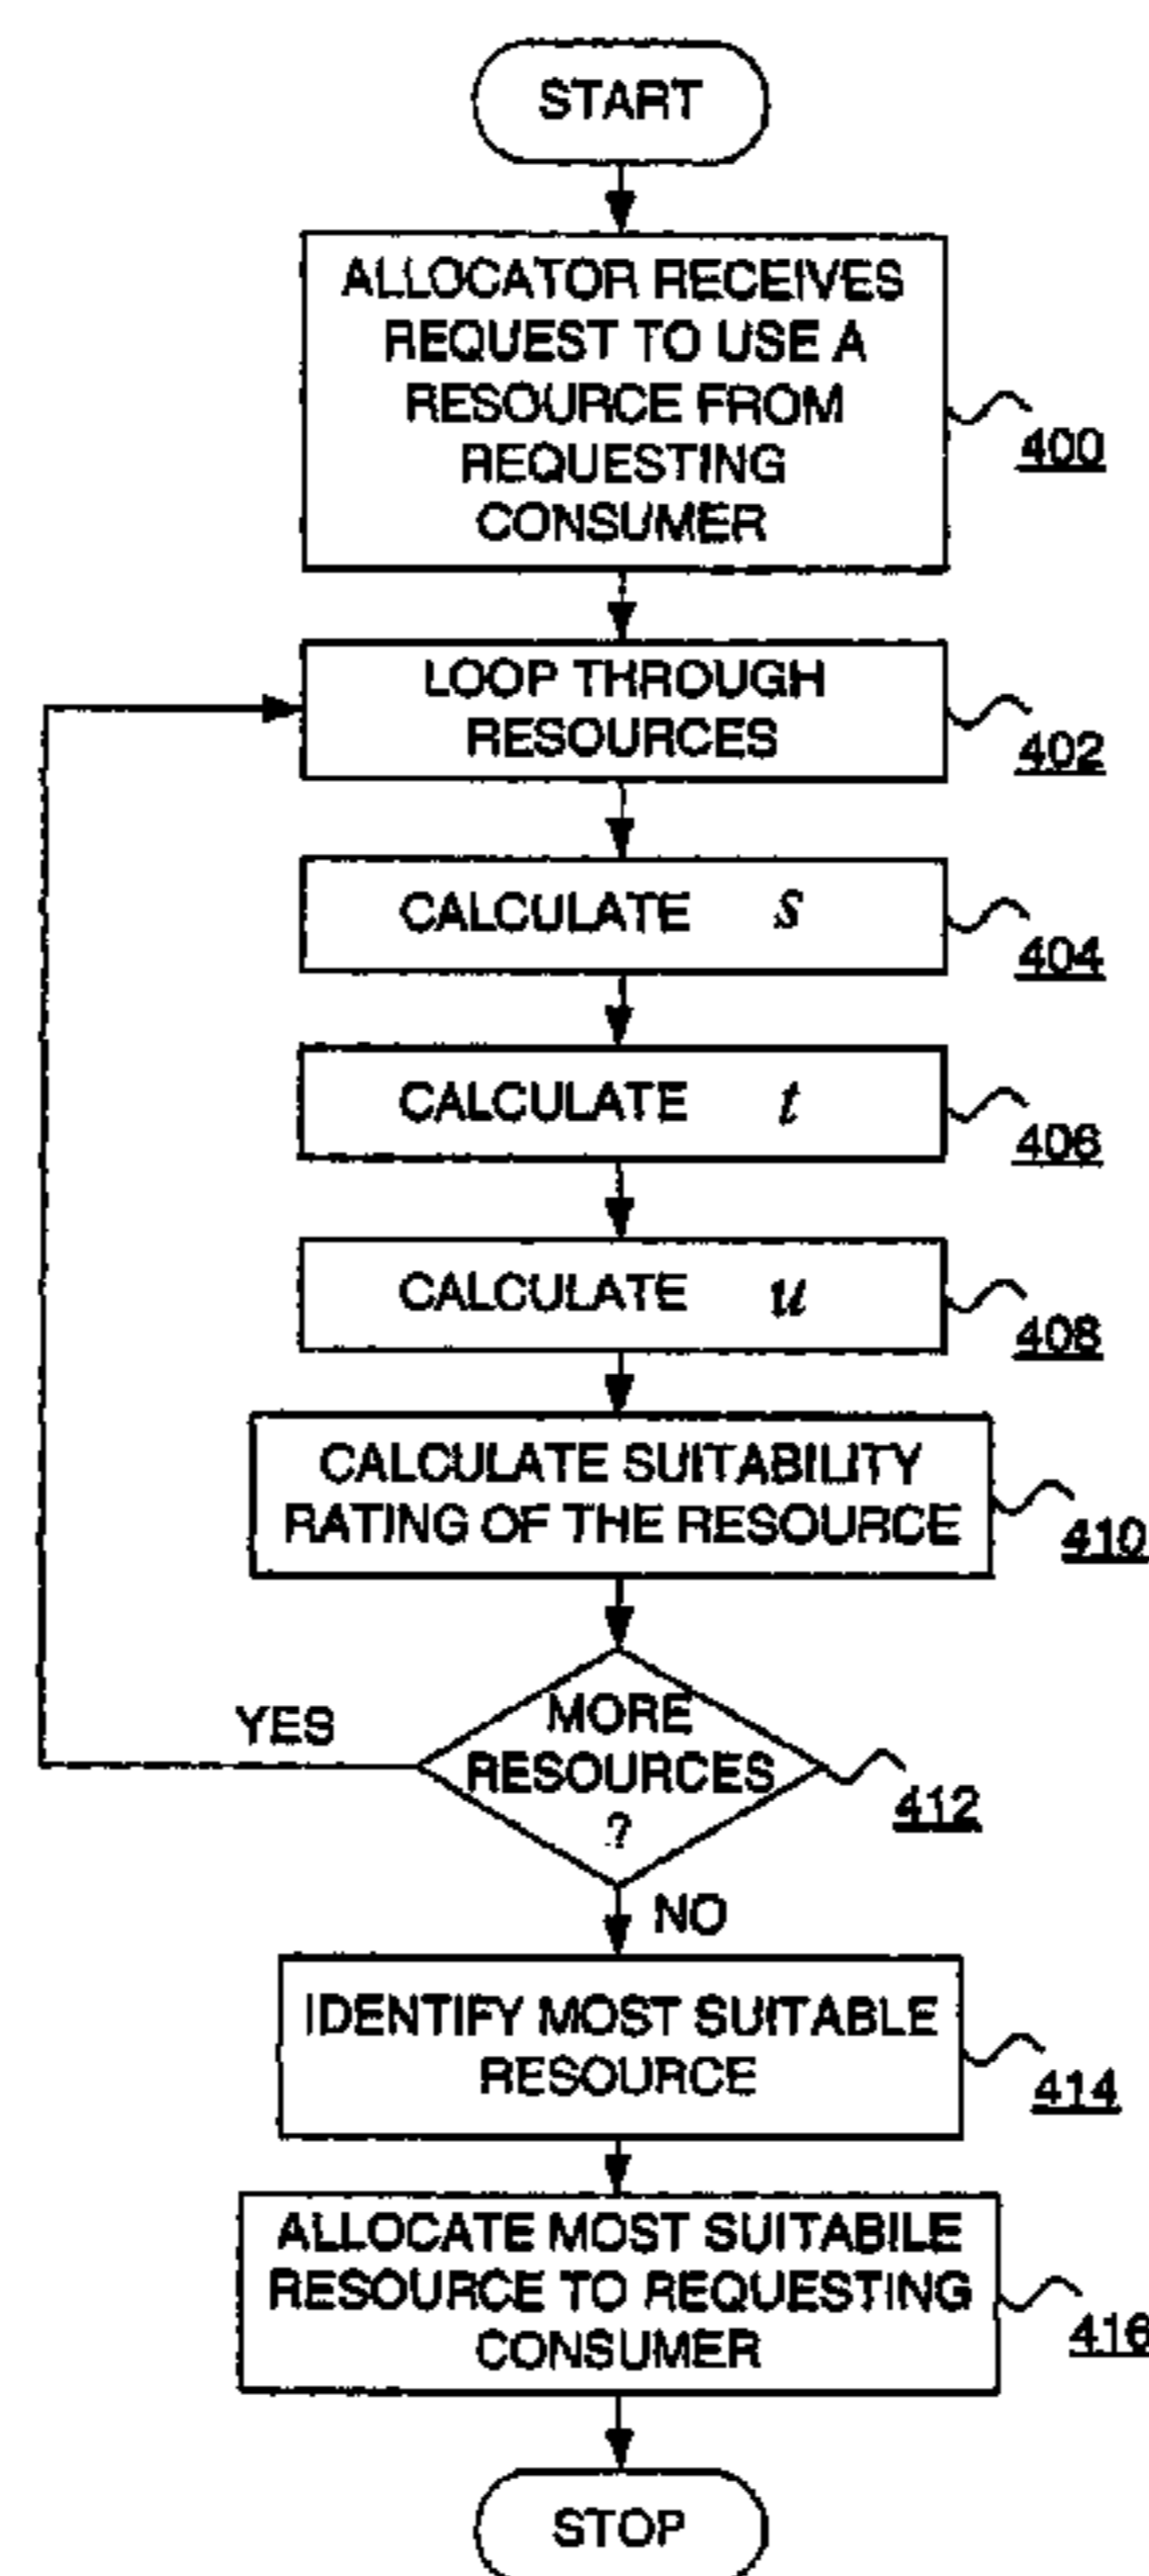 START
ALLOCATOR RECEIVES
REQUEST TO USE A
RESOURCE FROM
REQUESTING
CONSUMER
400
LOOP THROUGH
RESOURCES
402
CALCULATE s
404
CALCULATE t
406
CALCULATE u
408
CALCULATE SUITABILITY
RATING OF THE RESOURCE
410
MORE
RESOURCES
?
412
YES
NO
IDENTIFY MOST SUITABLE
RESOURCE
414
ALLOCATE MOST SUITABILE
RESOURCE TO REQUESTING
CONSUMER
416
STOP